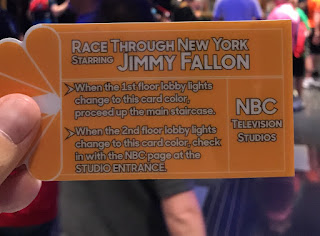 RACE THROUGH NEW YORK
STARRING JIMMY FALLON
When the 1st floor lobby lights
change to this card color,
proceed up the main staircase.
When the 2nd floor lobby lights
change to this card color, check
in with the NBC page at the
STUDIO ENTRANCE.
NBC
TELEVISION
STUDIOS